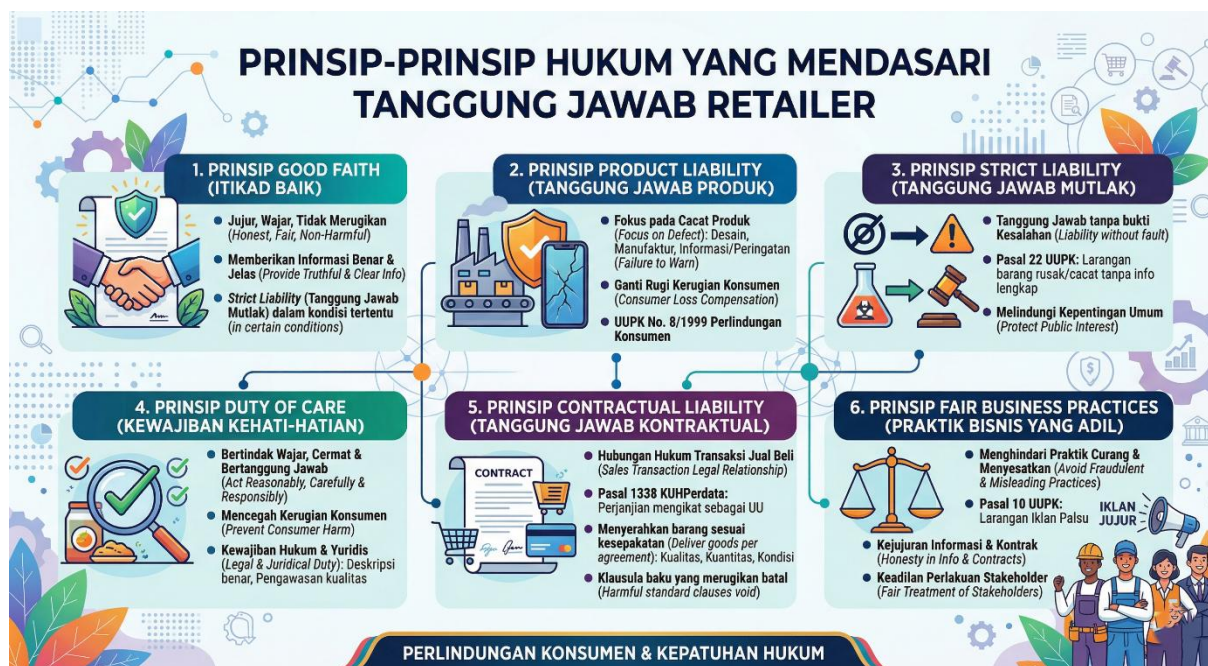 PRINSIP-PRINSIP HUKUM YANG MENDASARI
TANGGUNG JAWAB RETAILER
1. PRINSIP GOOD FAITH
(ITIKAD BAIK)
Jujur, Wajar, Tidak Merugikan
(Honest, Fair, Non-Harmful)
Memberikan Informasi Benar &
Jelas (Provide Truthful & Clear Info)
Strict Liability (Tanggung Jawab
Mutlak) dalam kondisi tertentu
(in certain conditions)
2. PRINSIP PRODUCT LIABILITY
(TANGGUNG JAWAB PRODUK)
Fokus pada Cacat Produk
(Focus on Defect): Desain,
Manufaktur, Informasi/Peringatan
(Failure to Warn)
Ganti Rugi Kerugian Konsumen
(Consumer Loss Compensation)
UUPK No. 8/1999 Perlindungan
Konsumen
3. PRINSIP STRICT LIABILITY
(TANGGUNG JAWAB MUTLAK)
Tanggung Jawab tanpa bukti
Kesalahan (Liability without fault)
Pasal 22 UUPK: Larangan
barang rusak/cacat tanpa info
lengkap
Melindungi Kepentingan Umum
(Protect Public Interest)
4. PRINSIP DUTY OF CARE
(KEWAJIBAN KEHATI-HATIAN)
Bertindak Wajar, Cermat &
Bertanggung Jawab
(Act Reasonably, Carefully &
Responsibly)
Mencegah Kerugian Konsumen
(Prevent Consumer Harm)
Kewajiban Hukum & Yuridis
(Legal & Juridical Duty): Deskripsi
benar, Pengawasan kualitas
5. PRINSIP CONTRACTUAL LIABILITY
(TANGGUNG JAWAB KONTRAKTUAL)
CONTRACT
Hubungan Hukum Transaksi Jual Beli
(Sales Transaction Legal Relationship)
Pasal 1338 KUHPerdata:
Perjanjian mengikat sebagai UU
Menyerahkan barang sesuai
kesepakatan (Deliver goods per
agreement): Kualitas, Kuantitas, Kondisi
Klausula baku yang merugikan batal
(Harmful standard clauses void)
6. PRINSIP FAIR BUSINESS PRACTICES
(PRAKTIK BISNIS YANG ADIL)
Menghindari Praktik Curang &
Menyesatkan (Avoid Fraudulent
& Misleading Practices)
Pasal 10 UUPK:
Larangan Iklan Palsu
IKLAN
JUJUR
Kejujuran Informasi & Kontrak
(Honesty in Info & Contracts)
Keadilan Perlakuan Stakeholder
(Fair Treatment of Stakeholders)
PERLINDUNGAN KONSUMEN & KEPATUHAN HUKUM